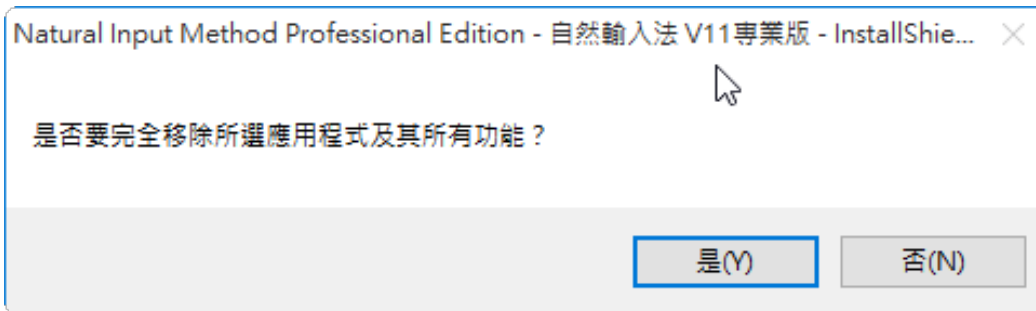 Natural Input Method Professional Edition - 自然輸入法 V11專業版 - InstallShie...
是否要完全移除所選應用程式及其所有功能？
是(Y)
否(N)